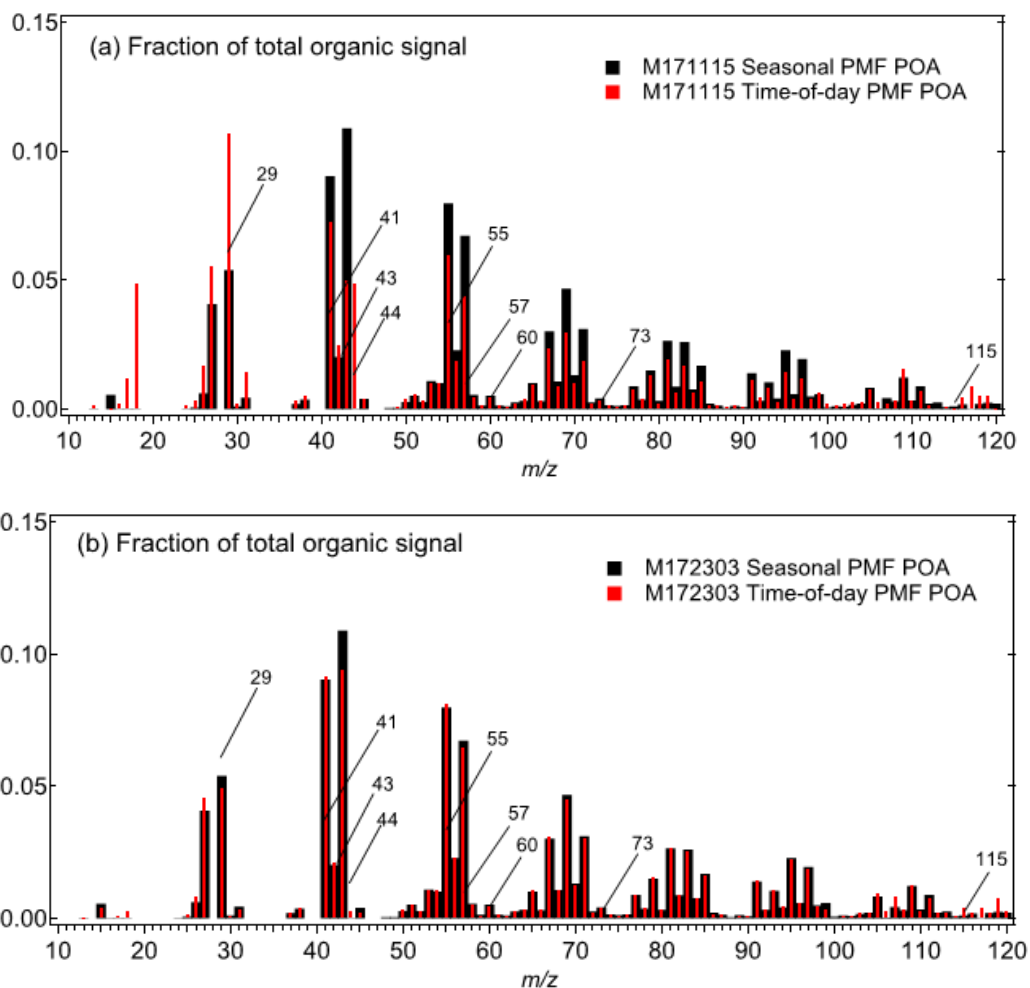 0.15
(a) Fraction of total organic signal
M171115 Seasonal PMF POA
M171115 Time-of-day PMF POA
0.10
29
41
55
43
0.05
44
57
60
73
115
0.00
10 20 30 40 50 60 70 80 90 100 110 120
m/z
0.15
(b) Fraction of total organic signal
M172303 Seasonal PMF POA
M172303 Time-of-day PMF POA
0.10
29
41
55
43
0.05
44
57
60
73
115
0.00
10 20 30 40 50 60 70 80 90 100 110 120
m/z